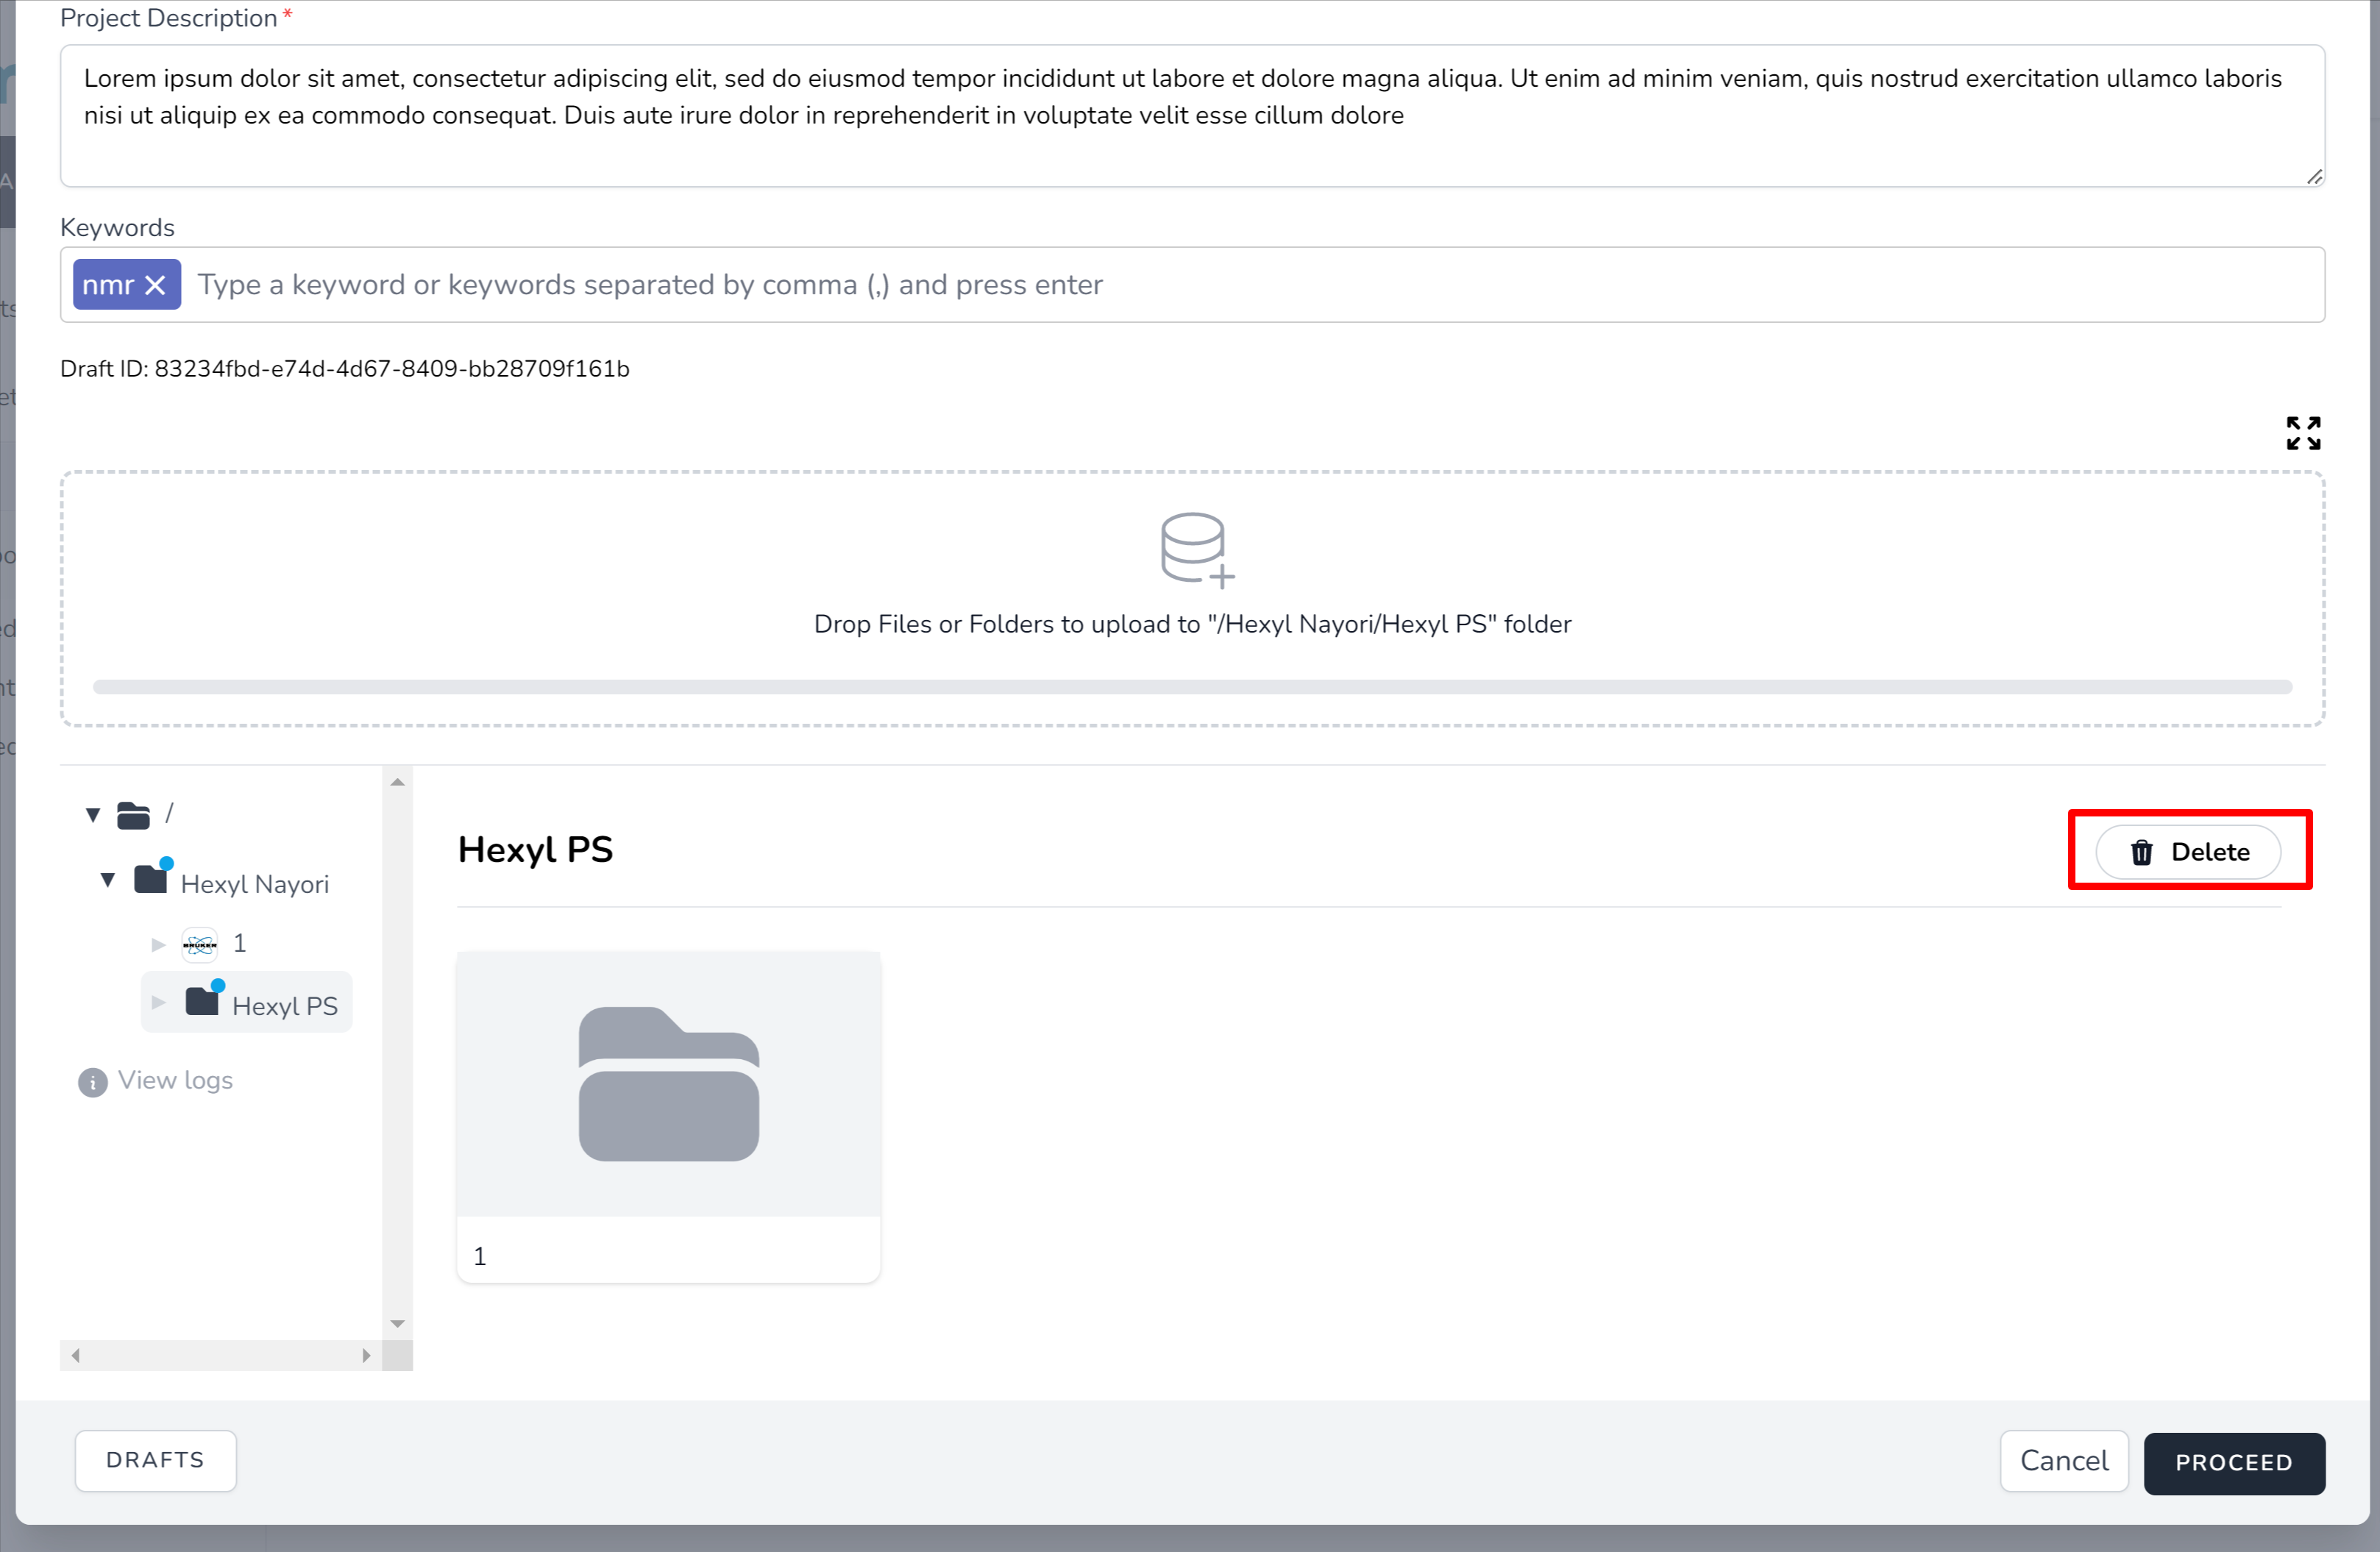 Project Description *
Lorem ipsum dolor sit amet, consectetur adipiscing elit, sed do eiusmod tempor incididunt ut labore et dolore magna aliqua. Ut enim ad minim veniam, quis nostrud exercitation ullamco laboris
nisi ut aliquip ex ea commodo consequat. Duis aute irure dolor in reprehenderit in voluptate velit esse cillum dolore
Keywords
nmr Type a keyword or keywords separated by comma (,) and press enter
Draft ID: 83234fbd-e74d-4d67-8409-bb28709f161b
Drop Files or Folders to upload to "/Hexyl Nayori/Hexyl PS" folder
/
Hexyl Nayori
BRUKER 1
Hexyl PS
View logs
Hexyl PS
Delete
1
DRAFTS
Cancel
PROCEED